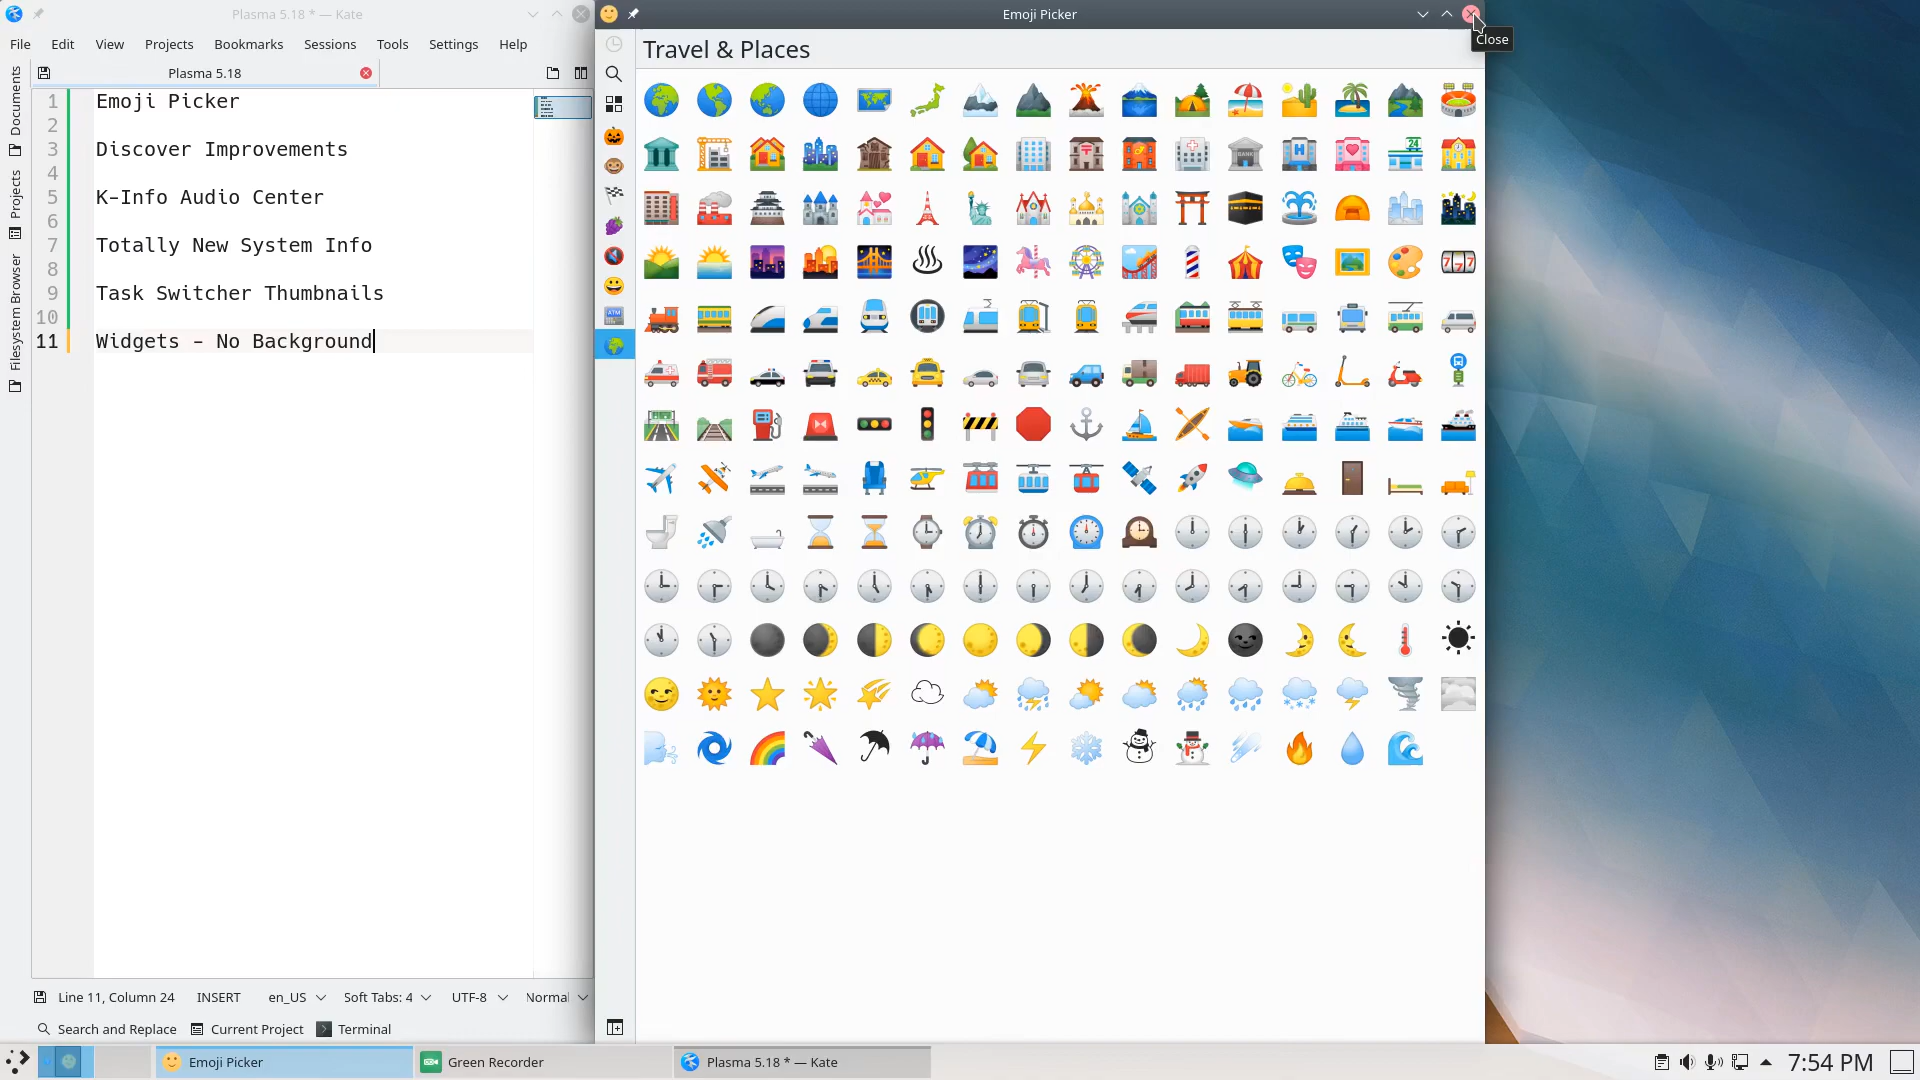 Plasma 5.18 * — Kate
File Edit View Projects Bookmarks Sessions Tools Settings Help
Plasma 5.18
Documents
Projects
Filesystem Browser
1 Emoji Picker
2
3 Discover Improvements
4
5 K-Info Audio Center
6
7 Totally New System Info
8
9 Task Switcher Thumbnails
10
11 Widgets - No Background
Line 11, Column 24 INSERT en_US Soft Tabs: 4 UTF-8 Normal
Search and Replace Current Project Terminal
Emoji Picker
Close
Travel & Places
Emoji Picker Green Recorder Plasma 5.18 * — Kate 7:54 PM